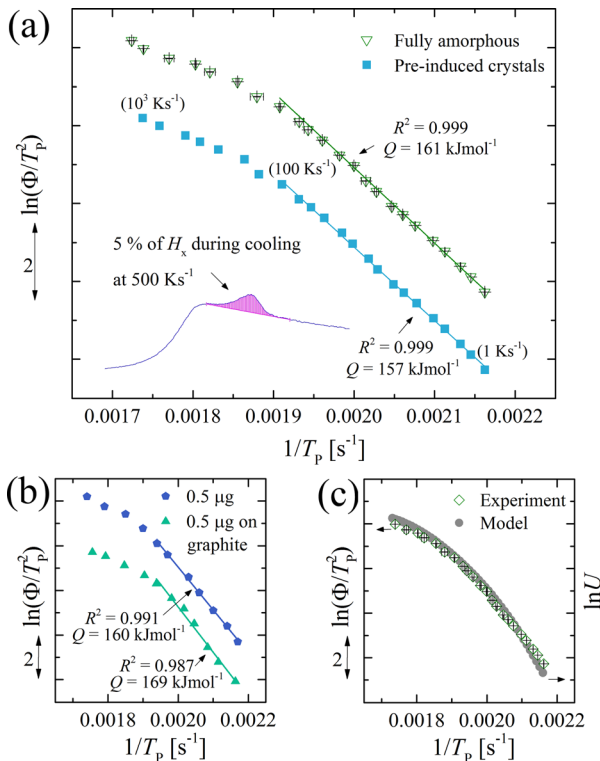 (a)
Fully amorphous
Pre-induced crystals
(10³ Ks⁻¹)
R² = 0.999
Q = 161 kJmol⁻¹
(100 Ks⁻¹)
ln(Φ/T²ₚ)
2
5 % of Hₓ during cooling
at 500 Ks⁻¹
R² = 0.999
Q = 157 kJmol⁻¹
(1 Ks⁻¹)
0.0017 0.0018 0.0019 0.0020 0.0021 0.0022
1/Tₚ [s⁻¹]
(b)
0.5 μg
0.5 μg on
graphite
ln(Φ/T²ₚ)
2
R² = 0.991
Q = 160 kJmol⁻¹
R² = 0.987
Q = 169 kJmol⁻¹
0.0018 0.0020 0.0022
1/Tₚ [s⁻¹]
(c)
Experiment
Model
ln(Φ/T²ₚ)
2
lnU
0.0018 0.0020 0.0022
1/Tₚ [s⁻¹]